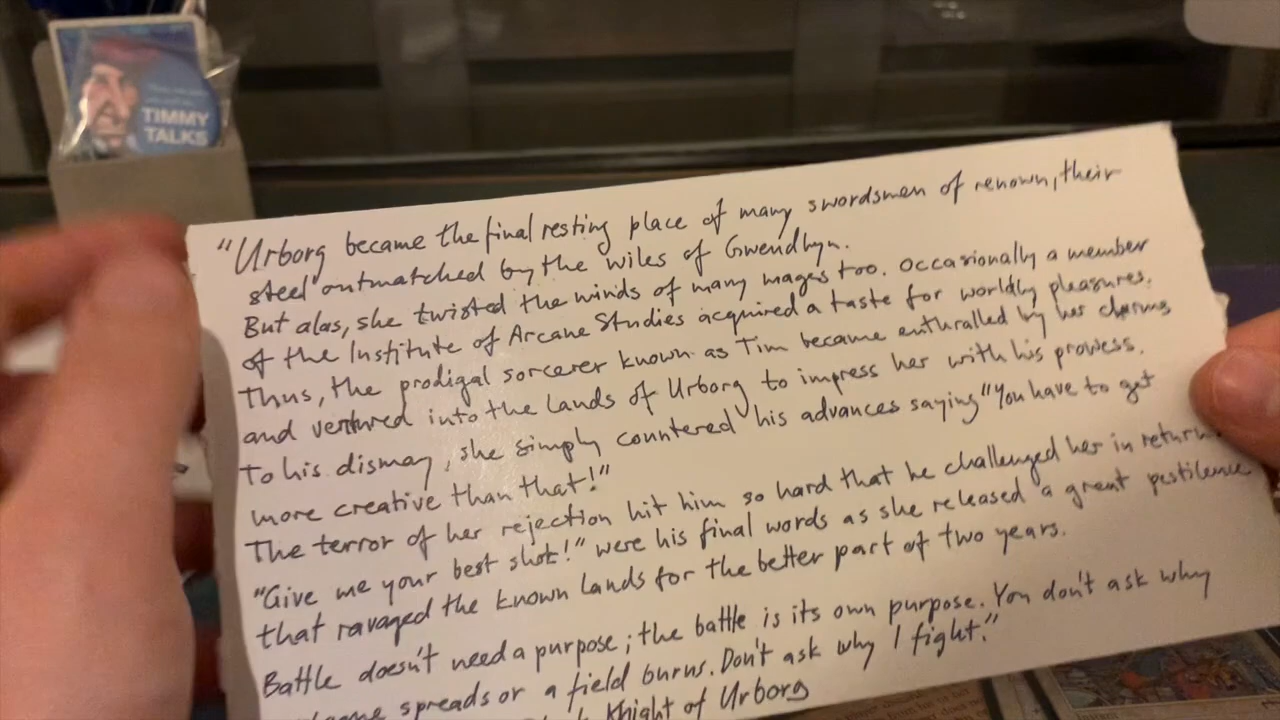 TIMMY
TALKS
"Urborg became the final resting place of many swordsmen of renown, their
steel outmatched by the wiles of Gwendlyn.
But alas, she twisted the minds of many mages too. Occasionally a member
of the Institute of Arcane Studies acquired a taste for worldly pleasures.
Thus, the prodigal sorcerer known as Tim became enthralled by her charms
and ventured into the lands of Urborg to impress her with his prowess.
To his dismay, she simply countered his advances saying "You have to get
more creative than that!"
The terror of her rejection hit him so hard that he challenged her in return.
"Give me your best shot!" were his final words as she released a great pestilence
that ravaged the known lands for the better part of two years.
Battle doesn't need a purpose; the battle is its own purpose. You don't ask why
spreads or a field burns. Don't ask why I fight."
Knight of Urborg